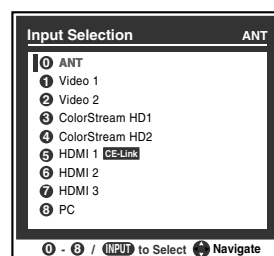 Input Selection ANT
0 ANT
1 Video 1
2 Video 2
3 ColorStream HD1
4 ColorStream HD2
5 HDMI 1 CE-Link
6 HDMI 2
7 HDMI 3
8 PC
0 - 8 / INPUT to Select Navigate